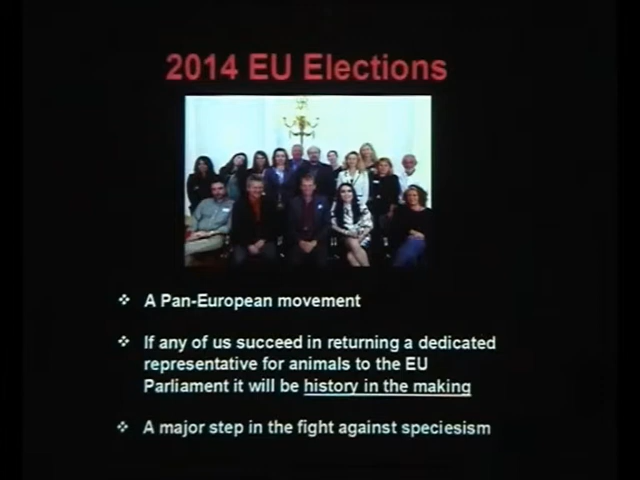 2014 EU Elections
❖ A Pan-European movement
❖ If any of us succeed in returning a dedicated
representative for animals to the EU
Parliament it will be history in the making
❖ A major step in the fight against speciesism